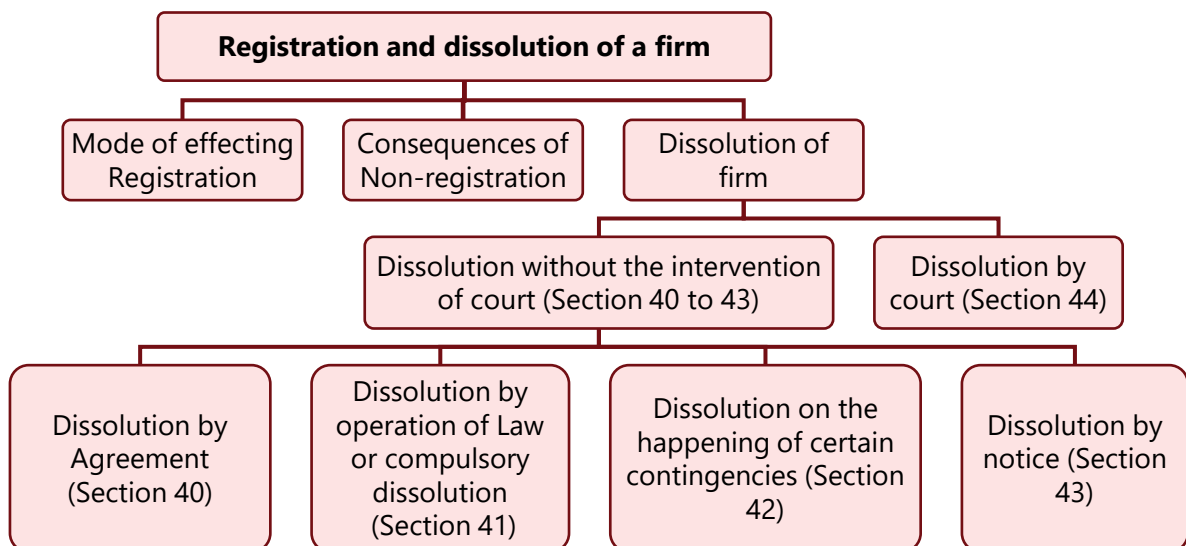 Registration and dissolution of a firm
Mode of effecting
Registration
Consequences of
Non-registration
Dissolution of
firm
Dissolution without the intervention
of court (Section 40 to 43)
Dissolution by
court (Section 44)
Dissolution by
Agreement
(Section 40)
Dissolution by
operation of Law
or compulsory
dissolution
(Section 41)
Dissolution on the
happening of certain
contingencies (Section
42)
Dissolution by
notice (Section
43)